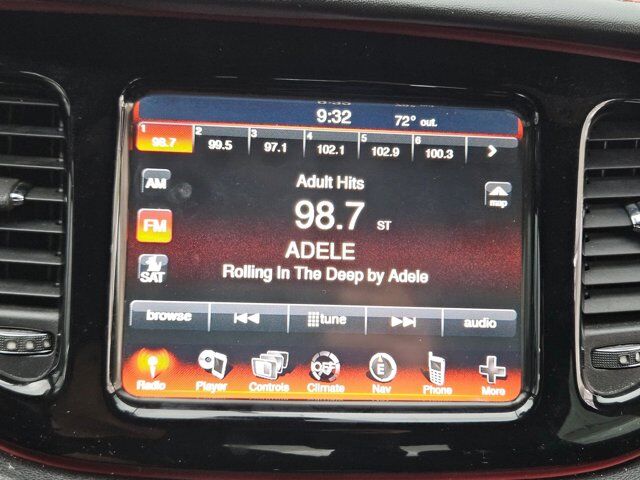 9:32 72° out.
1 98.7 2 99.5 3 97.1 4 102.1 5 102.9 6 100.3 >
AM Adult Hits
map
FM 98.7 ST
ADELE
SAT Rolling In The Deep by Adele
browse tune audio
OFF E
Radio Player Controls Climate Nav Phone More